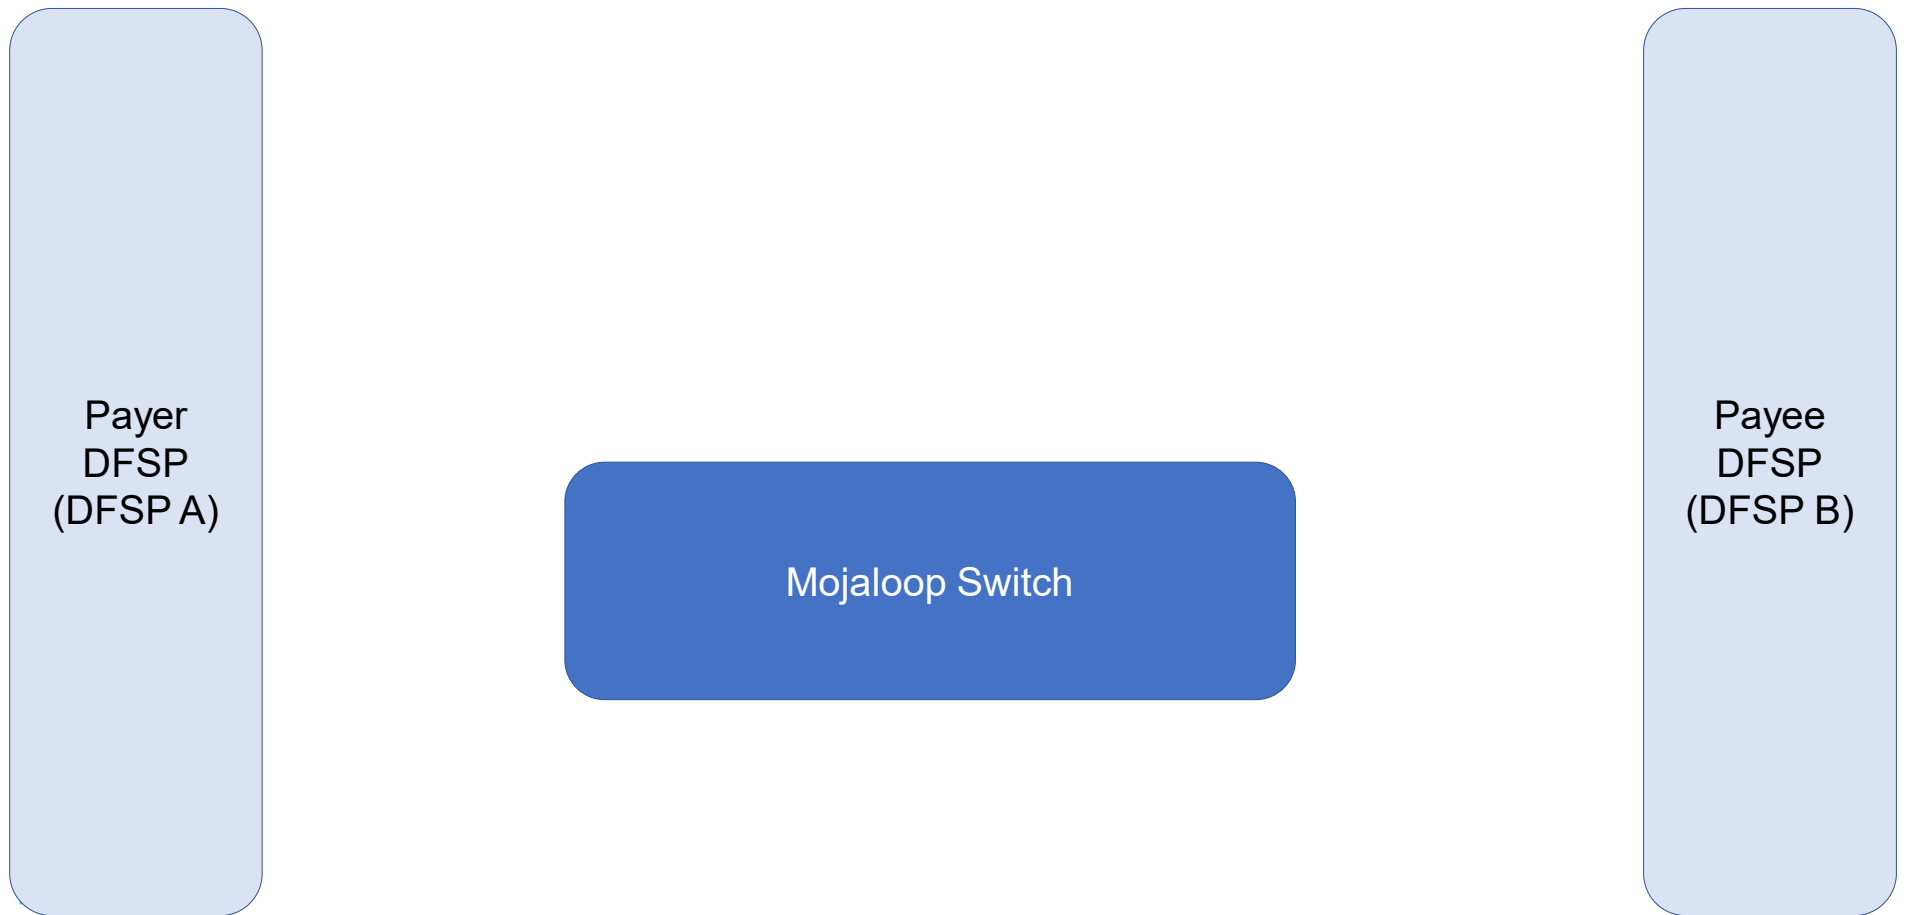 Payer
DFSP
(DFSP A)
Mojaloop Switch
Payee
DFSP
(DFSP B)